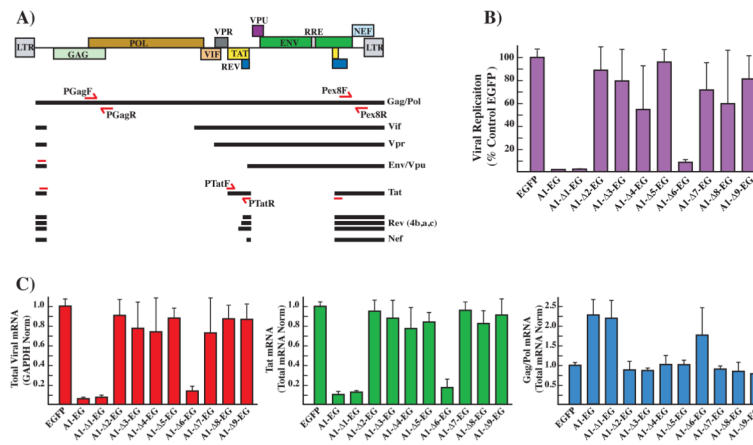 A)
VPU
VPR
RRE
NEF
LTR
POL
ENV
LTR
GAG
VIF
TAT
REV
PGagF
Pex8F
Gag/Pol
PGagR
Pex8R
Vif
Vpr
Env/Vpu
PTatF
Tat
PTatR
Rev (4b,a,c)
Nef
B)
Viral Replicaiton
(% Control EGFP)
100
80
60
40
20
EGFP
A1-EG
A1-Δ1-EG
A1-Δ2-EG
A1-Δ3-EG
A1-Δ4-EG
A1-Δ5-EG
A1-Δ6-EG
A1-Δ7-EG
A1-Δ8-EG
A1-Δ9-EG
C)
Total Viral mRNA
(GAPDH Norm)
1.0
0.8
0.6
0.4
0.2
EGFP
A1-EG
A1-Δ1-EG
A1-Δ2-EG
A1-Δ3-EG
A1-Δ4-EG
A1-Δ5-EG
A1-Δ6-EG
A1-Δ7-EG
A1-Δ8-EG
A1-Δ9-EG
Tat mRNA
(Total mRNA Norm)
1.0
0.8
0.6
0.4
0.2
EGFP
A1-EG
A1-Δ1-EG
A1-Δ2-EG
A1-Δ3-EG
A1-Δ4-EG
A1-Δ5-EG
A1-Δ6-EG
A1-Δ7-EG
A1-Δ8-EG
A1-Δ9-EG
Gag/Pol mRNA
(Total mRNA Norm)
2.5
2.0
1.5
1.0
0.5
EGFP
A1-EG
A1-Δ1-EG
A1-Δ2-EG
A1-Δ3-EG
A1-Δ4-EG
A1-Δ5-EG
A1-Δ6-EG
A1-Δ7-EG
A1-Δ8-EG